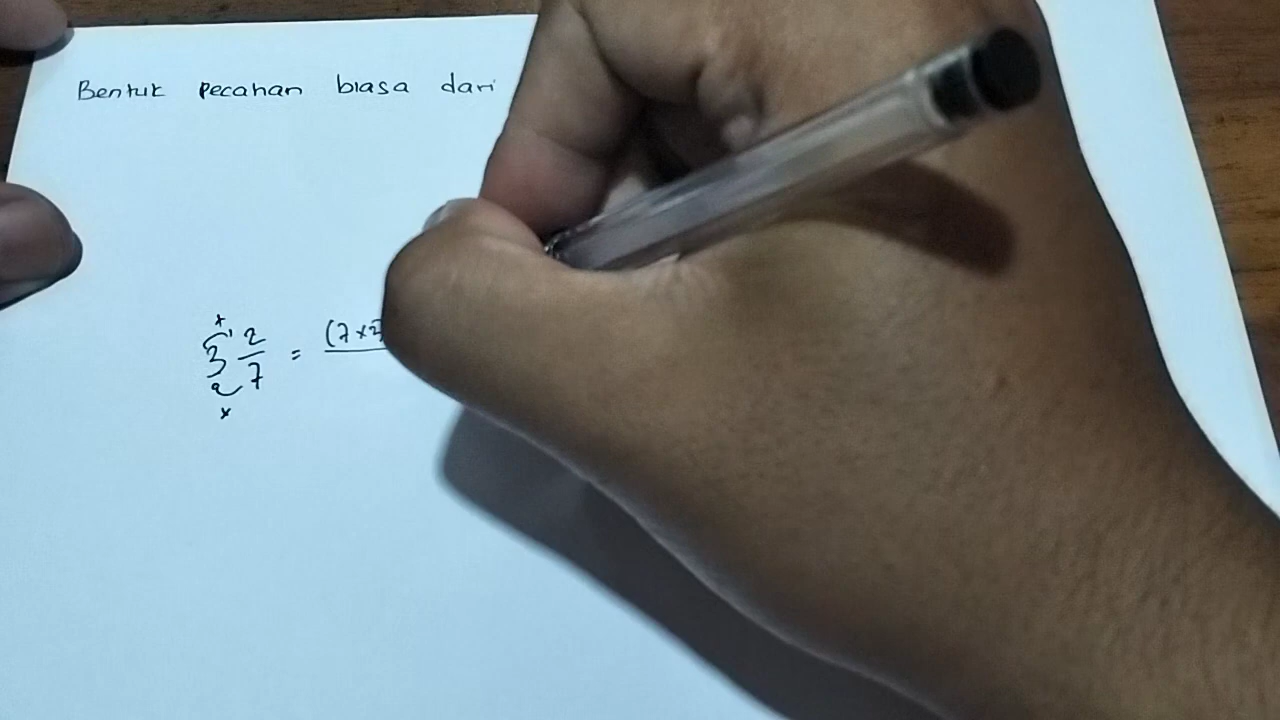 Bentuk pecahan biasa dari
3 2/7 = (7×